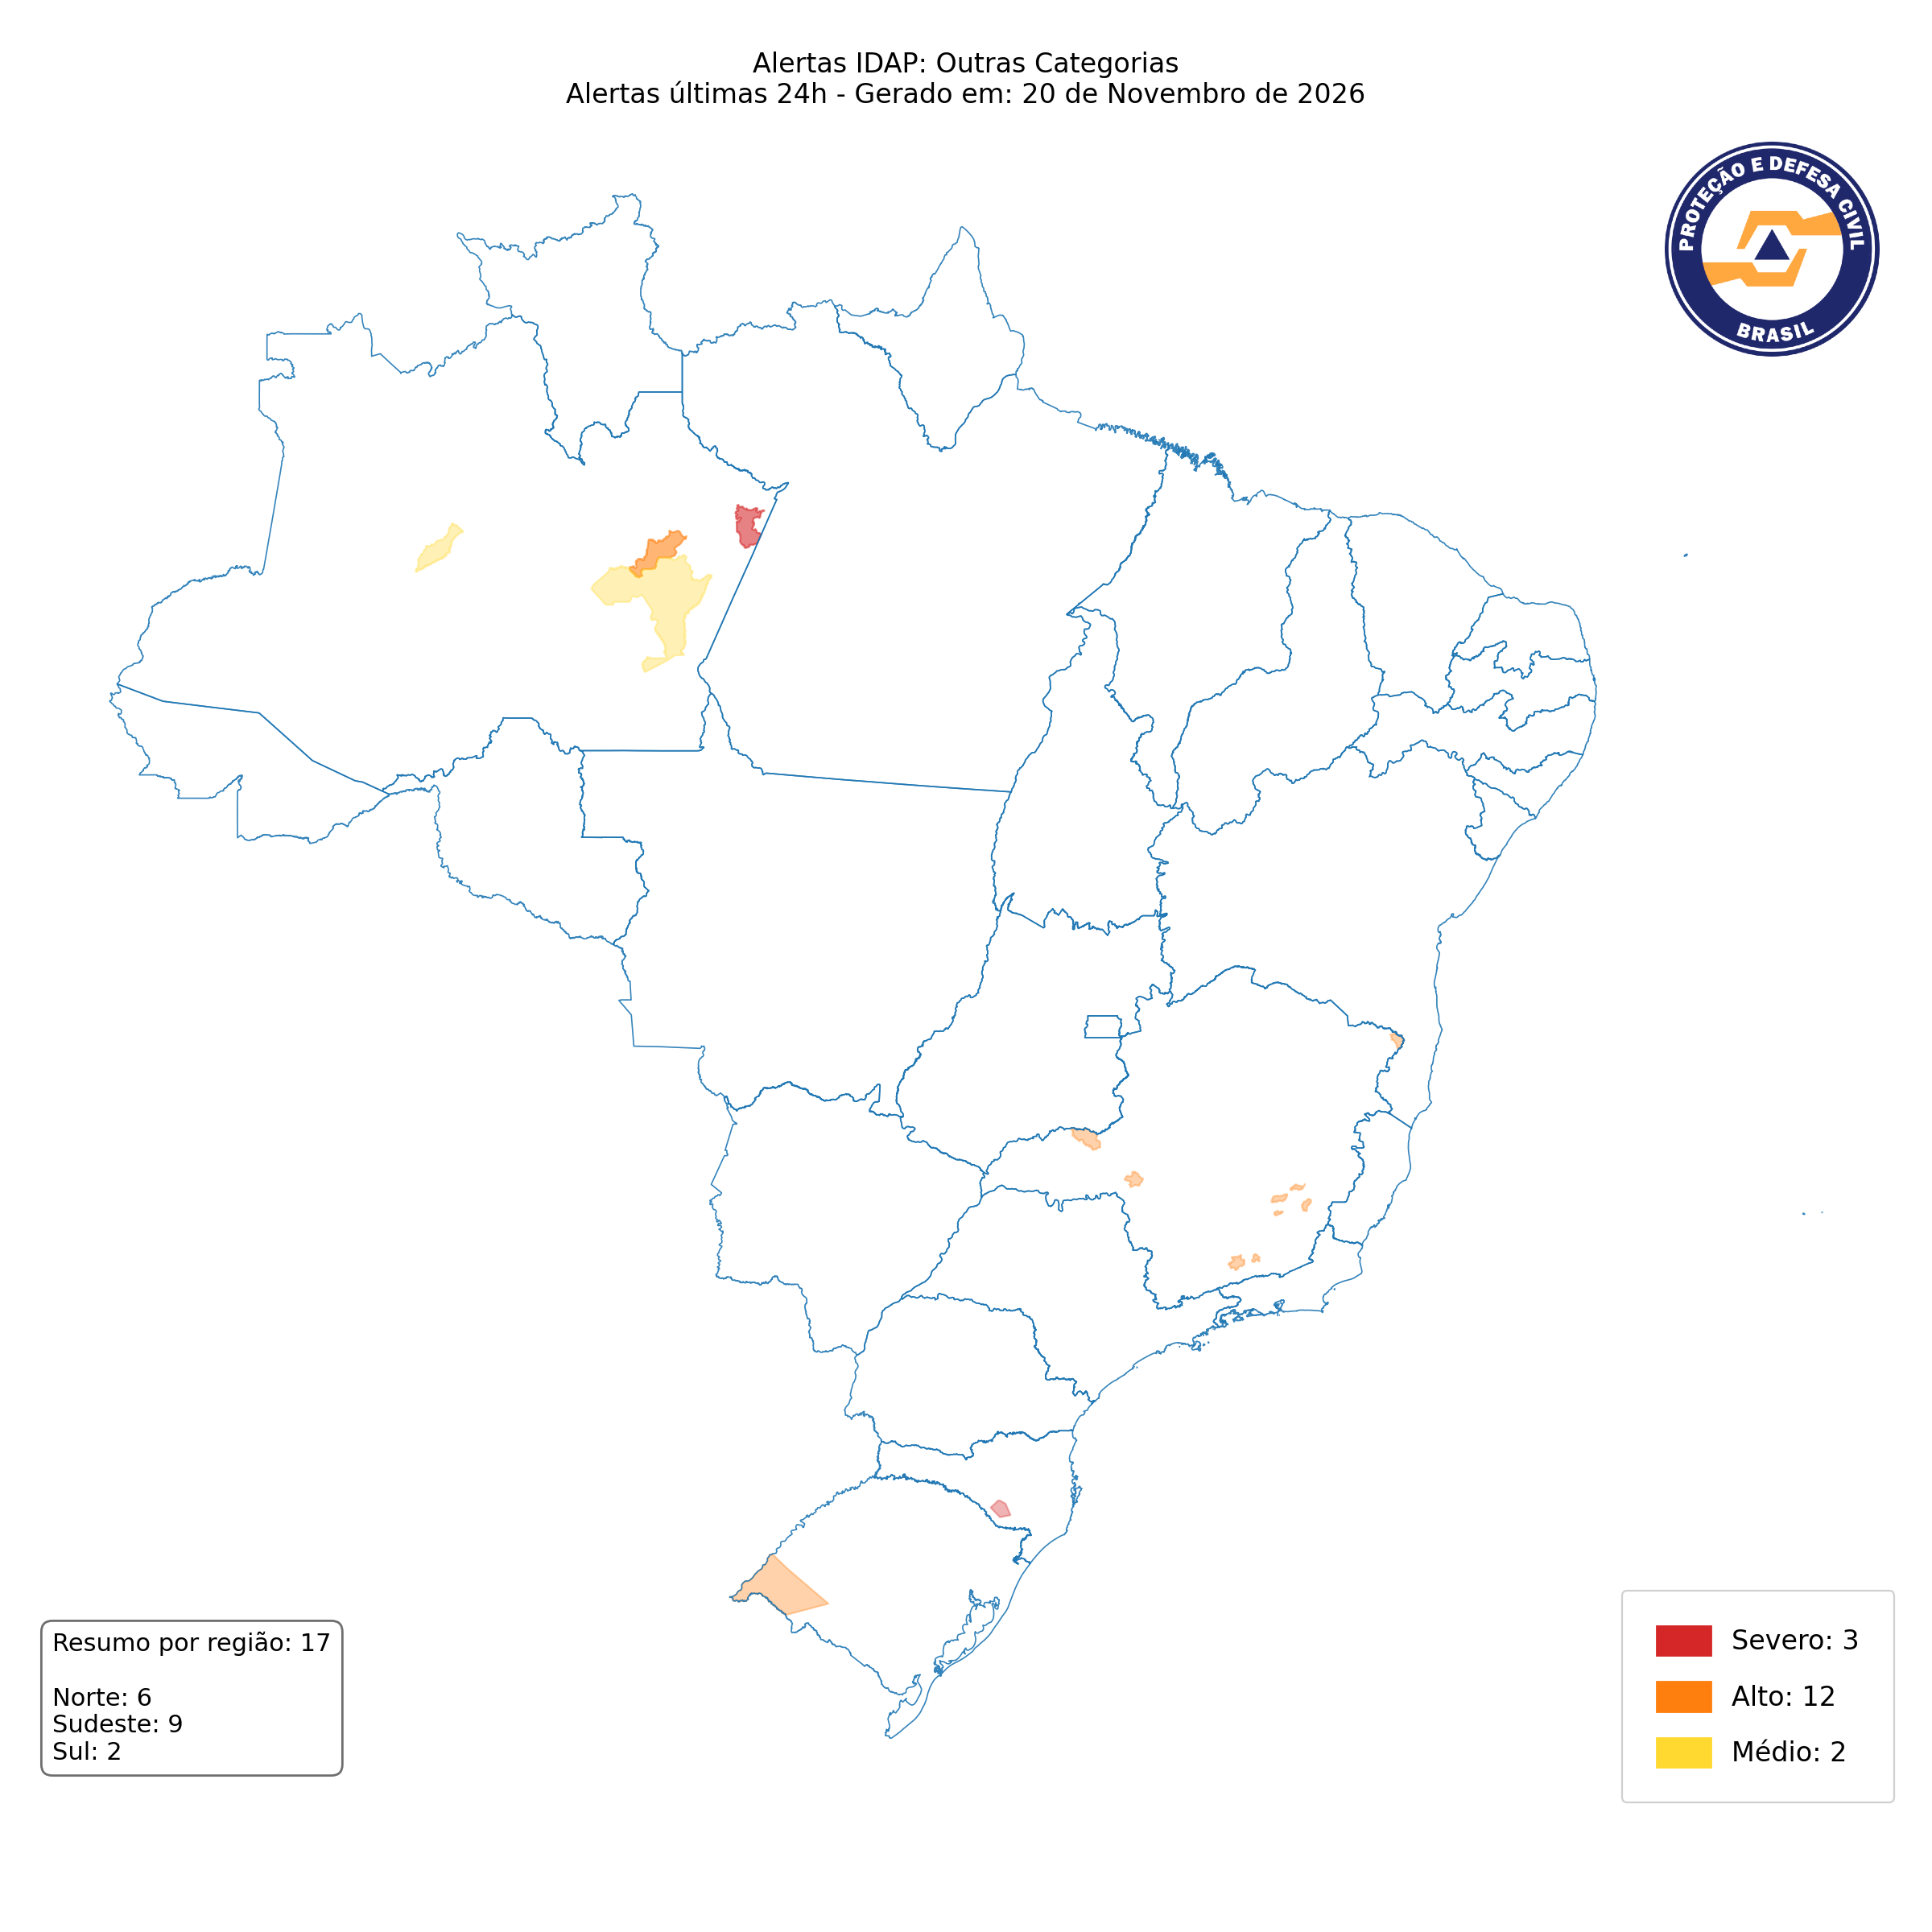 Alertas IDAP: Outras Categorias
Alertas últimas 24h - Gerado em: 20 de Novembro de 2026
PROTEÇÃO E DEFESA CIVIL
BRASIL
Resumo por região: 17
Norte: 6
Sudeste: 9
Sul: 2
Severo: 3
Alto: 12
Médio: 2